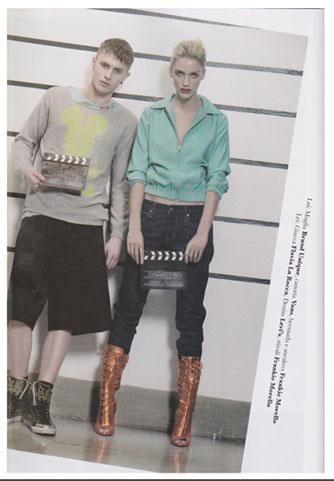 Lui: Maglia Brand Unique, canotta Vans, bermuda e sneakers Frankie Morello
Lei: Giacca Flavia La Rocca, Denim Levi's, stivali Frankie Morello